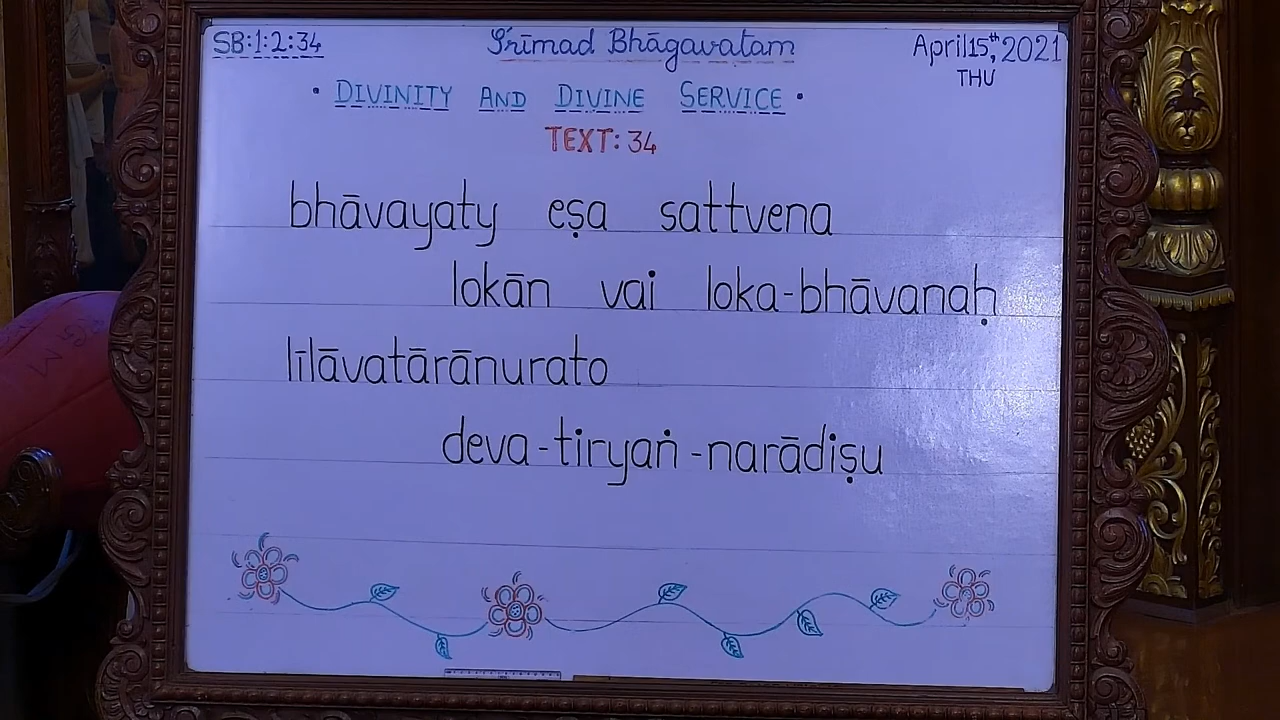 SB:1:2:34
Śrīmad Bhāgavatam
April 15th, 2021
THU
• DIVINITY AND DIVINE SERVICE •
TEXT: 34
bhāvayaty eṣa sattvena
lokān vai loka-bhāvanaḥ
līlāvatārānurato
deva-tiryaṅ-narādiṣu